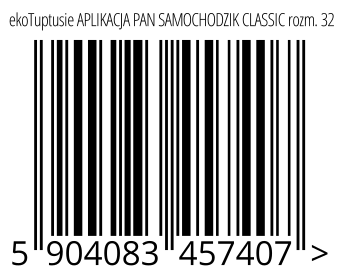 ekoTuptusie APLIKACJA PAN SAMOCHODZIK CLASSIC rozm. 32
5 904083 457407 >